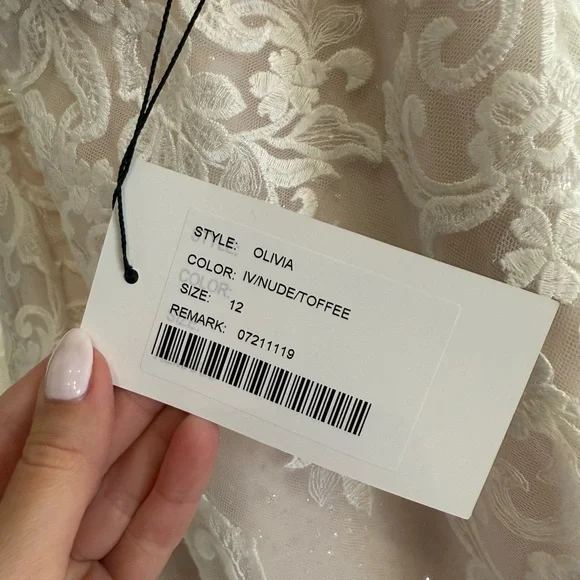 STYLE: OLIVIA
COLOR: IV/NUDE/TOFFEE
SIZE: 12
REMARK: 07211119